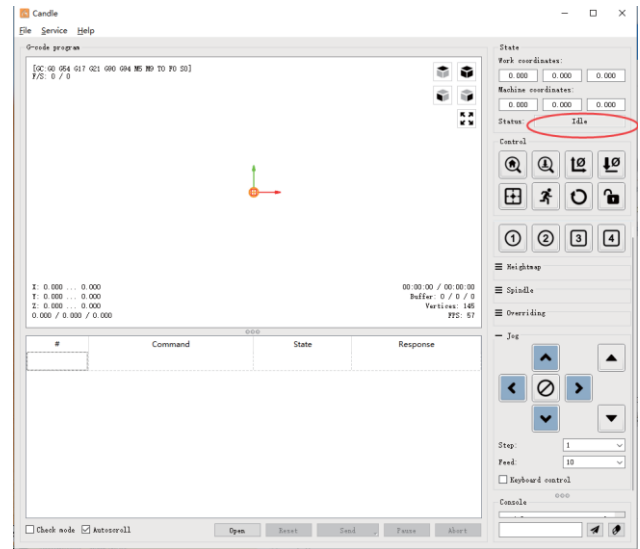 Candle
File Service Help
G-code program
[GC:G0 G54 G17 G21 G90 G94 M5 M9 T0 F0 S0]
F/S: 0 / 0
X: 0.000 ... 0.000
Y: 0.000 ... 0.000
Z: 0.000 ... 0.000
0.000 / 0.000 / 0.000
00:00:00 / 00:00:00
Buffer: 0 / 0 / 0
Vertices: 145
FPS: 57
# Command State Response
Check mode Autoscroll Open Reset Send Pause Abort
State
Work coordinates:
0.000 0.000 0.000
Machine coordinates:
0.000 0.000 0.000
Status: Idle
Control
1 2 3 4
Heightmap
Spindle
Overriding
Jog
Step: 1
Feed: 10
Keyboard control
Console